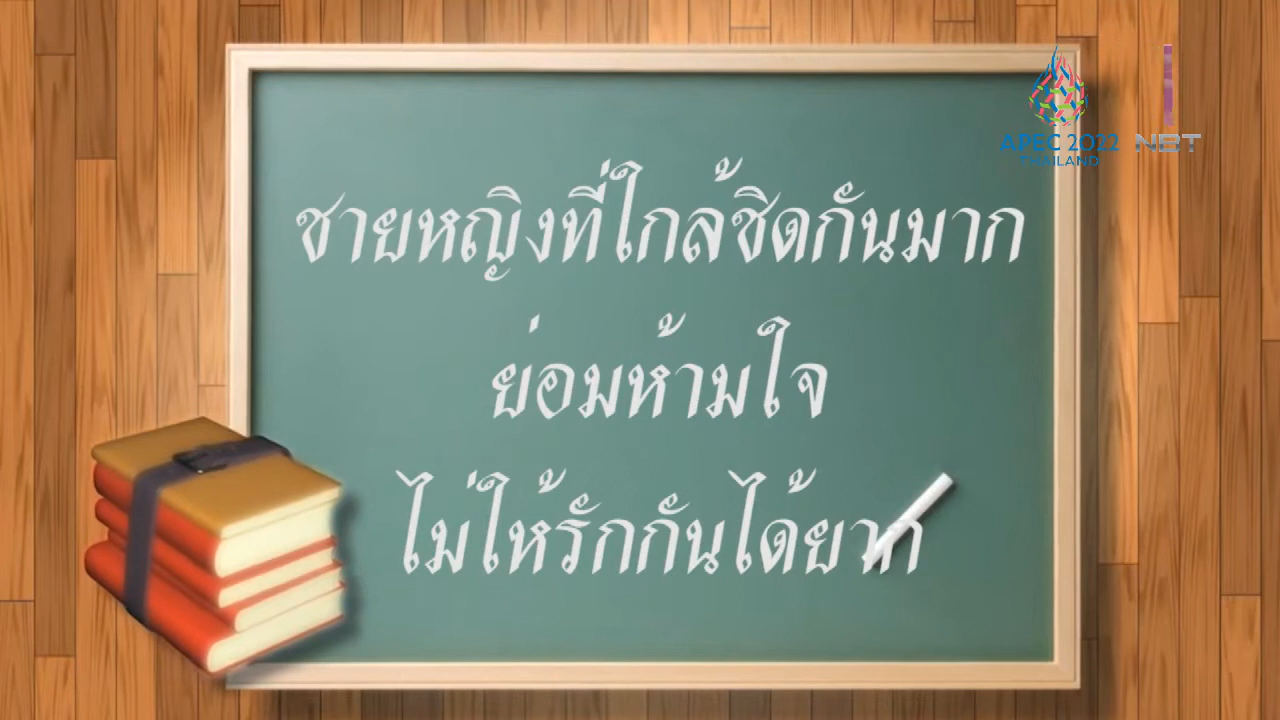 APEC 2022
THAILAND
NBT
ชายหญิงที่ใกล้ชิดกันมาก
ย่อมห้ามใจ
ไม่ให้รักกันได้ยาก